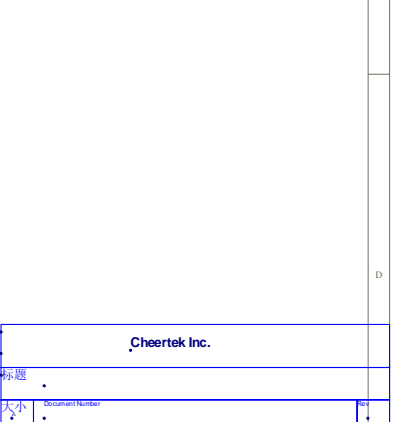 D
Cheertek Inc.
标题
大小
Document Number
Rev
A